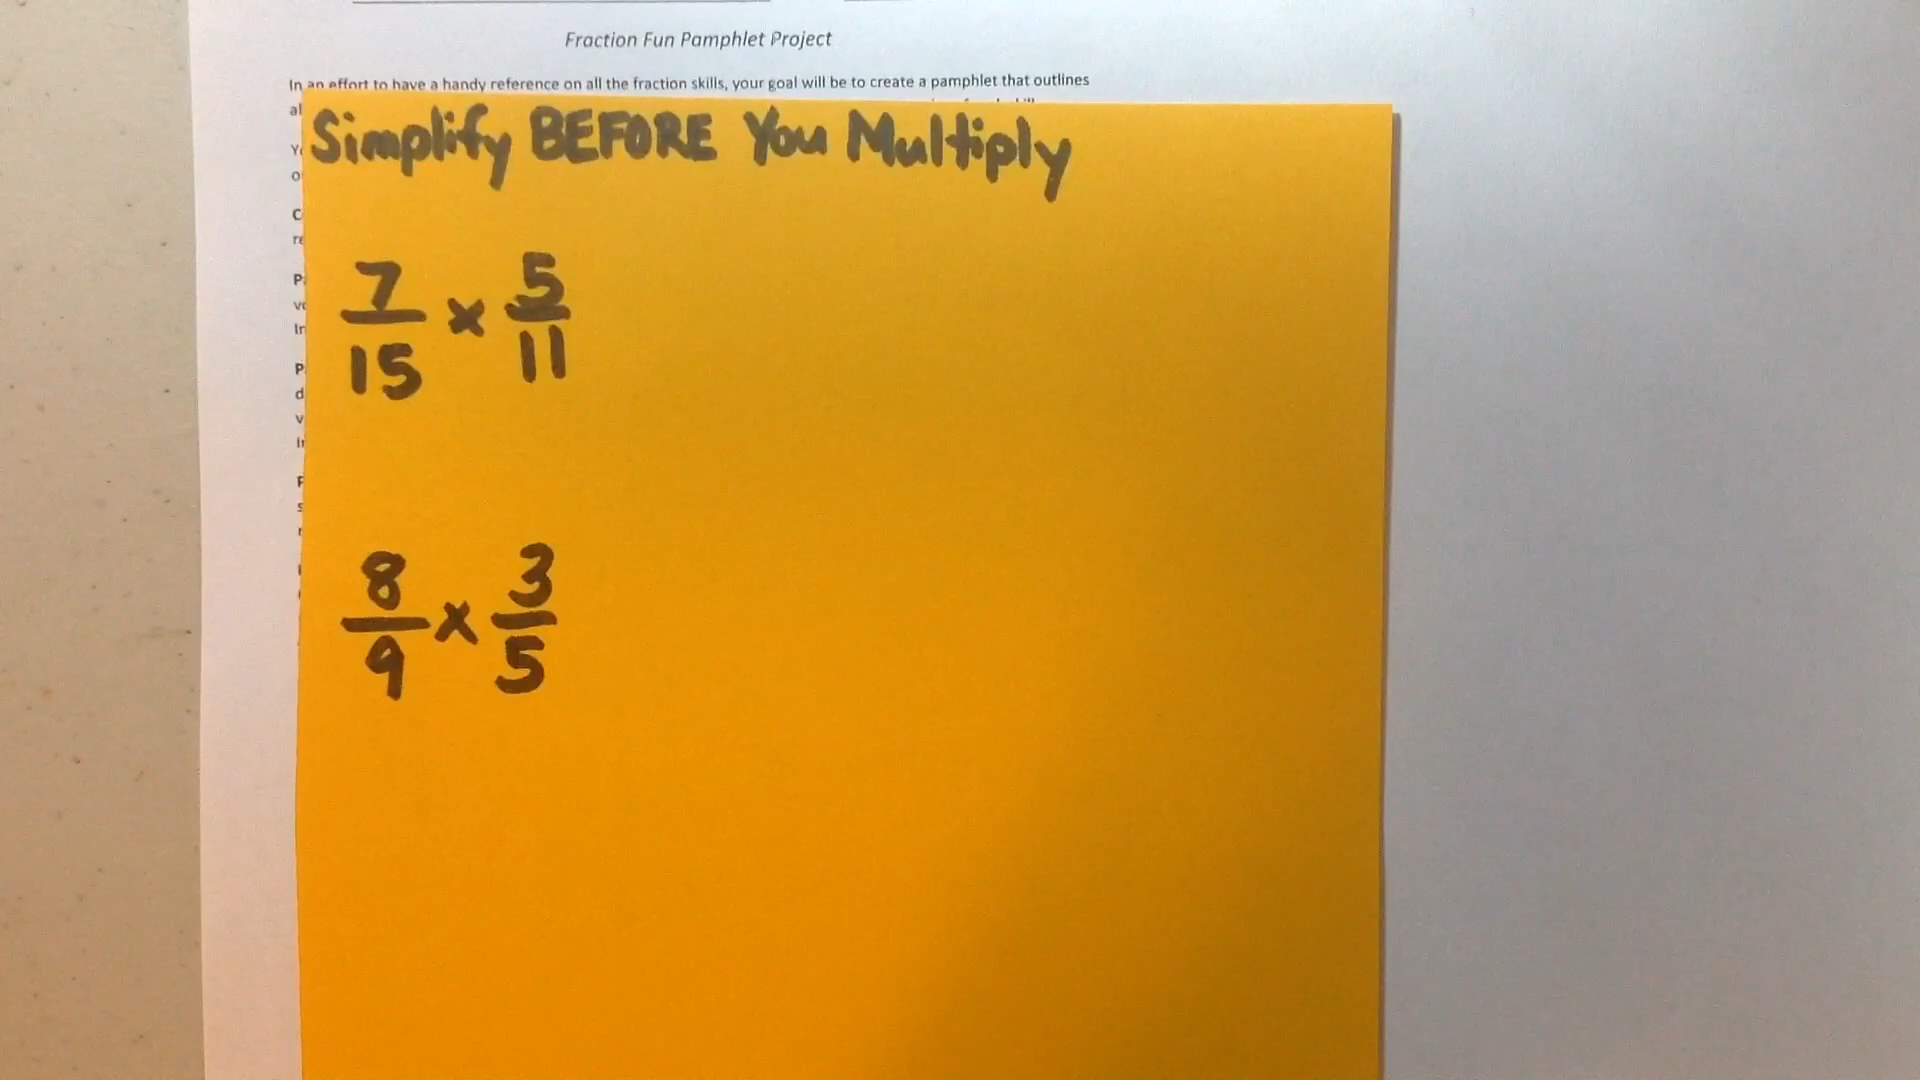 Fraction Fun Pamphlet Project
In an effort to have a handy reference on all the fraction skills, your goal will be to create a pamphlet that outlines
Simplify BEFORE You Multiply
7/15 x 5/11
8/9 x 3/5